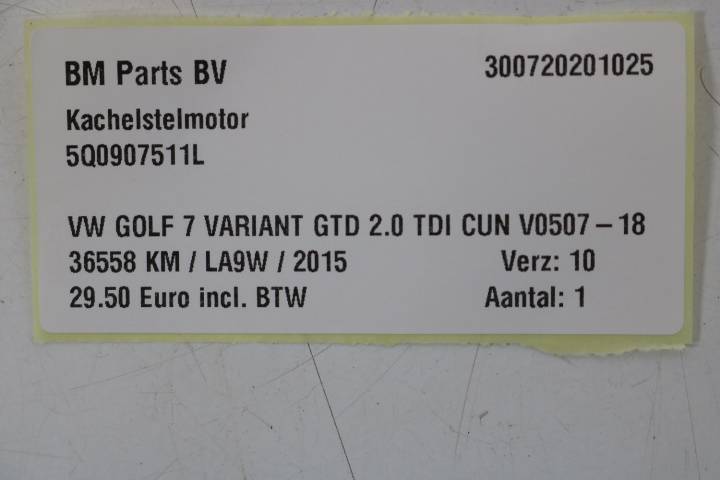 BM Parts BV 300720201025
Kachelstelmotor
5Q0907511L
VW GOLF 7 VARIANT GTD 2.0 TDI CUN V0507 – 18
36558 KM / LA9W / 2015 Verz: 10
29.50 Euro incl. BTW Aantal: 1